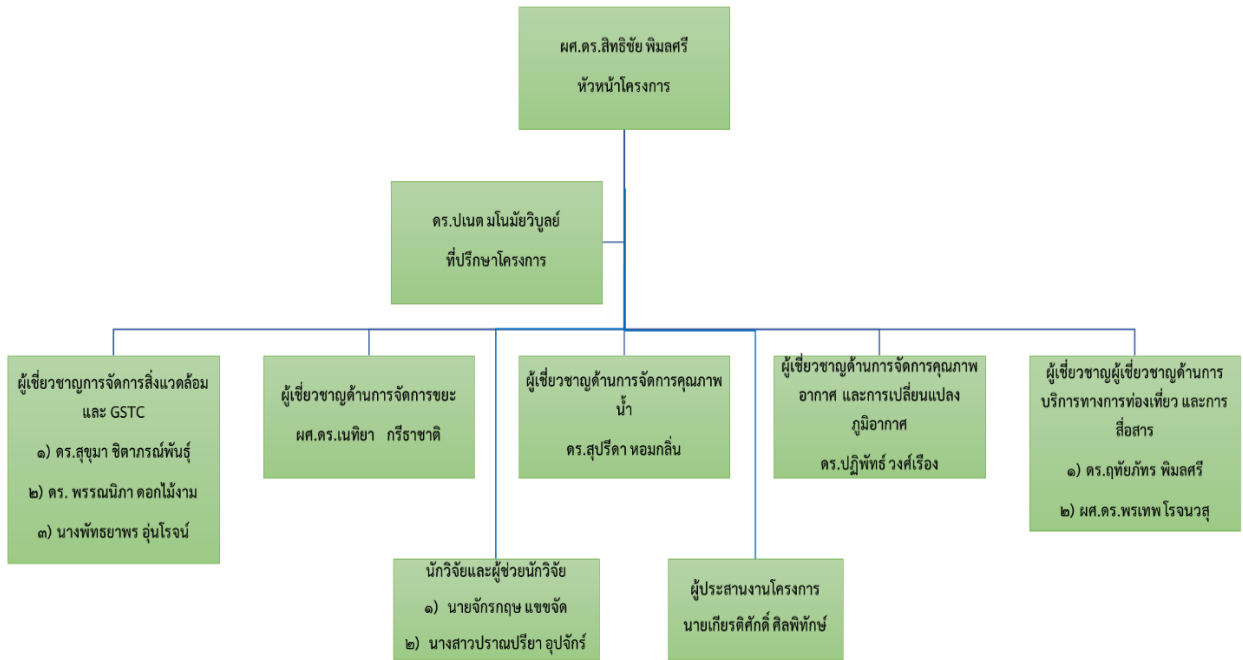 ผศ.ดร.สิทธิชัย พิมลศรี
หัวหน้าโครงการ
ดร.ปเนต มโนมัยวิบูลย์
ที่ปรึกษาโครงการ
ผู้เชี่ยวชาญการจัดการสิ่งแวดล้อม
และ GSTC
๑) ดร.สุขุมา ชิตาภรณ์พันธุ์
๒) ดร. พรรณนิภา ดอกไม้งาม
๓) นางพัทธยาพร อุ่นโรจน์
ผู้เชี่ยวชาญด้านการจัดการขยะ
ผศ.ดร.เนทิยา กรีธาชาติ
ผู้เชี่ยวชาญด้านการจัดการคุณภาพ
น้ำ
ดร.สุปรีดา หอมกลิ่น
ผู้เชี่ยวชาญด้านการจัดการคุณภาพ
อากาศ และการเปลี่ยนแปลง
ภูมิอากาศ
ดร.ปฏิพัทธ์ วงค์เรือง
ผู้เชี่ยวชาญผู้เชี่ยวชาญด้านการ
บริการทางการท่องเที่ยว และการ
สื่อสาร
๑) ดร.ฤทัยภัทร พิมลศรี
๒) ผศ.ดร.พรเทพ โรจนวสุ
นักวิจัยและผู้ช่วยนักวิจัย
๑) นายจักรกฤษ แขขจัด
๒) นางสาวปราณปรียา อุปจักร์
ผู้ประสานงานโครงการ
นายเกียรติศักดิ์ ศิลพิทักษ์